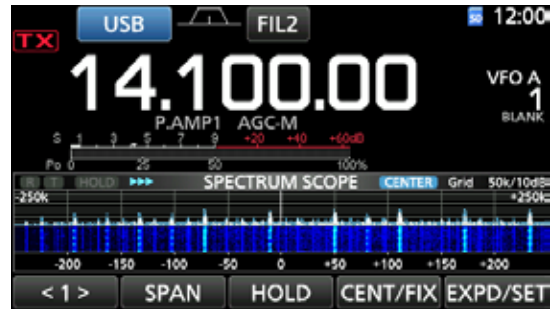 USB FIL2 SD 12:00
TX
14.100.00 VFO A
1
BLANK
P.AMP1 AGC-M
S 1 3 5 7 9 +20 +40 +60dB
Po 0 25 50 100%
R T HOLD SPECTRUM SCOPE CENTER Grid 50k/10dB
-250k +250k
-200 -150 -100 -50 0 +50 +100 +150 +200
< 1 > SPAN HOLD CENT/FIX EXPD/SET